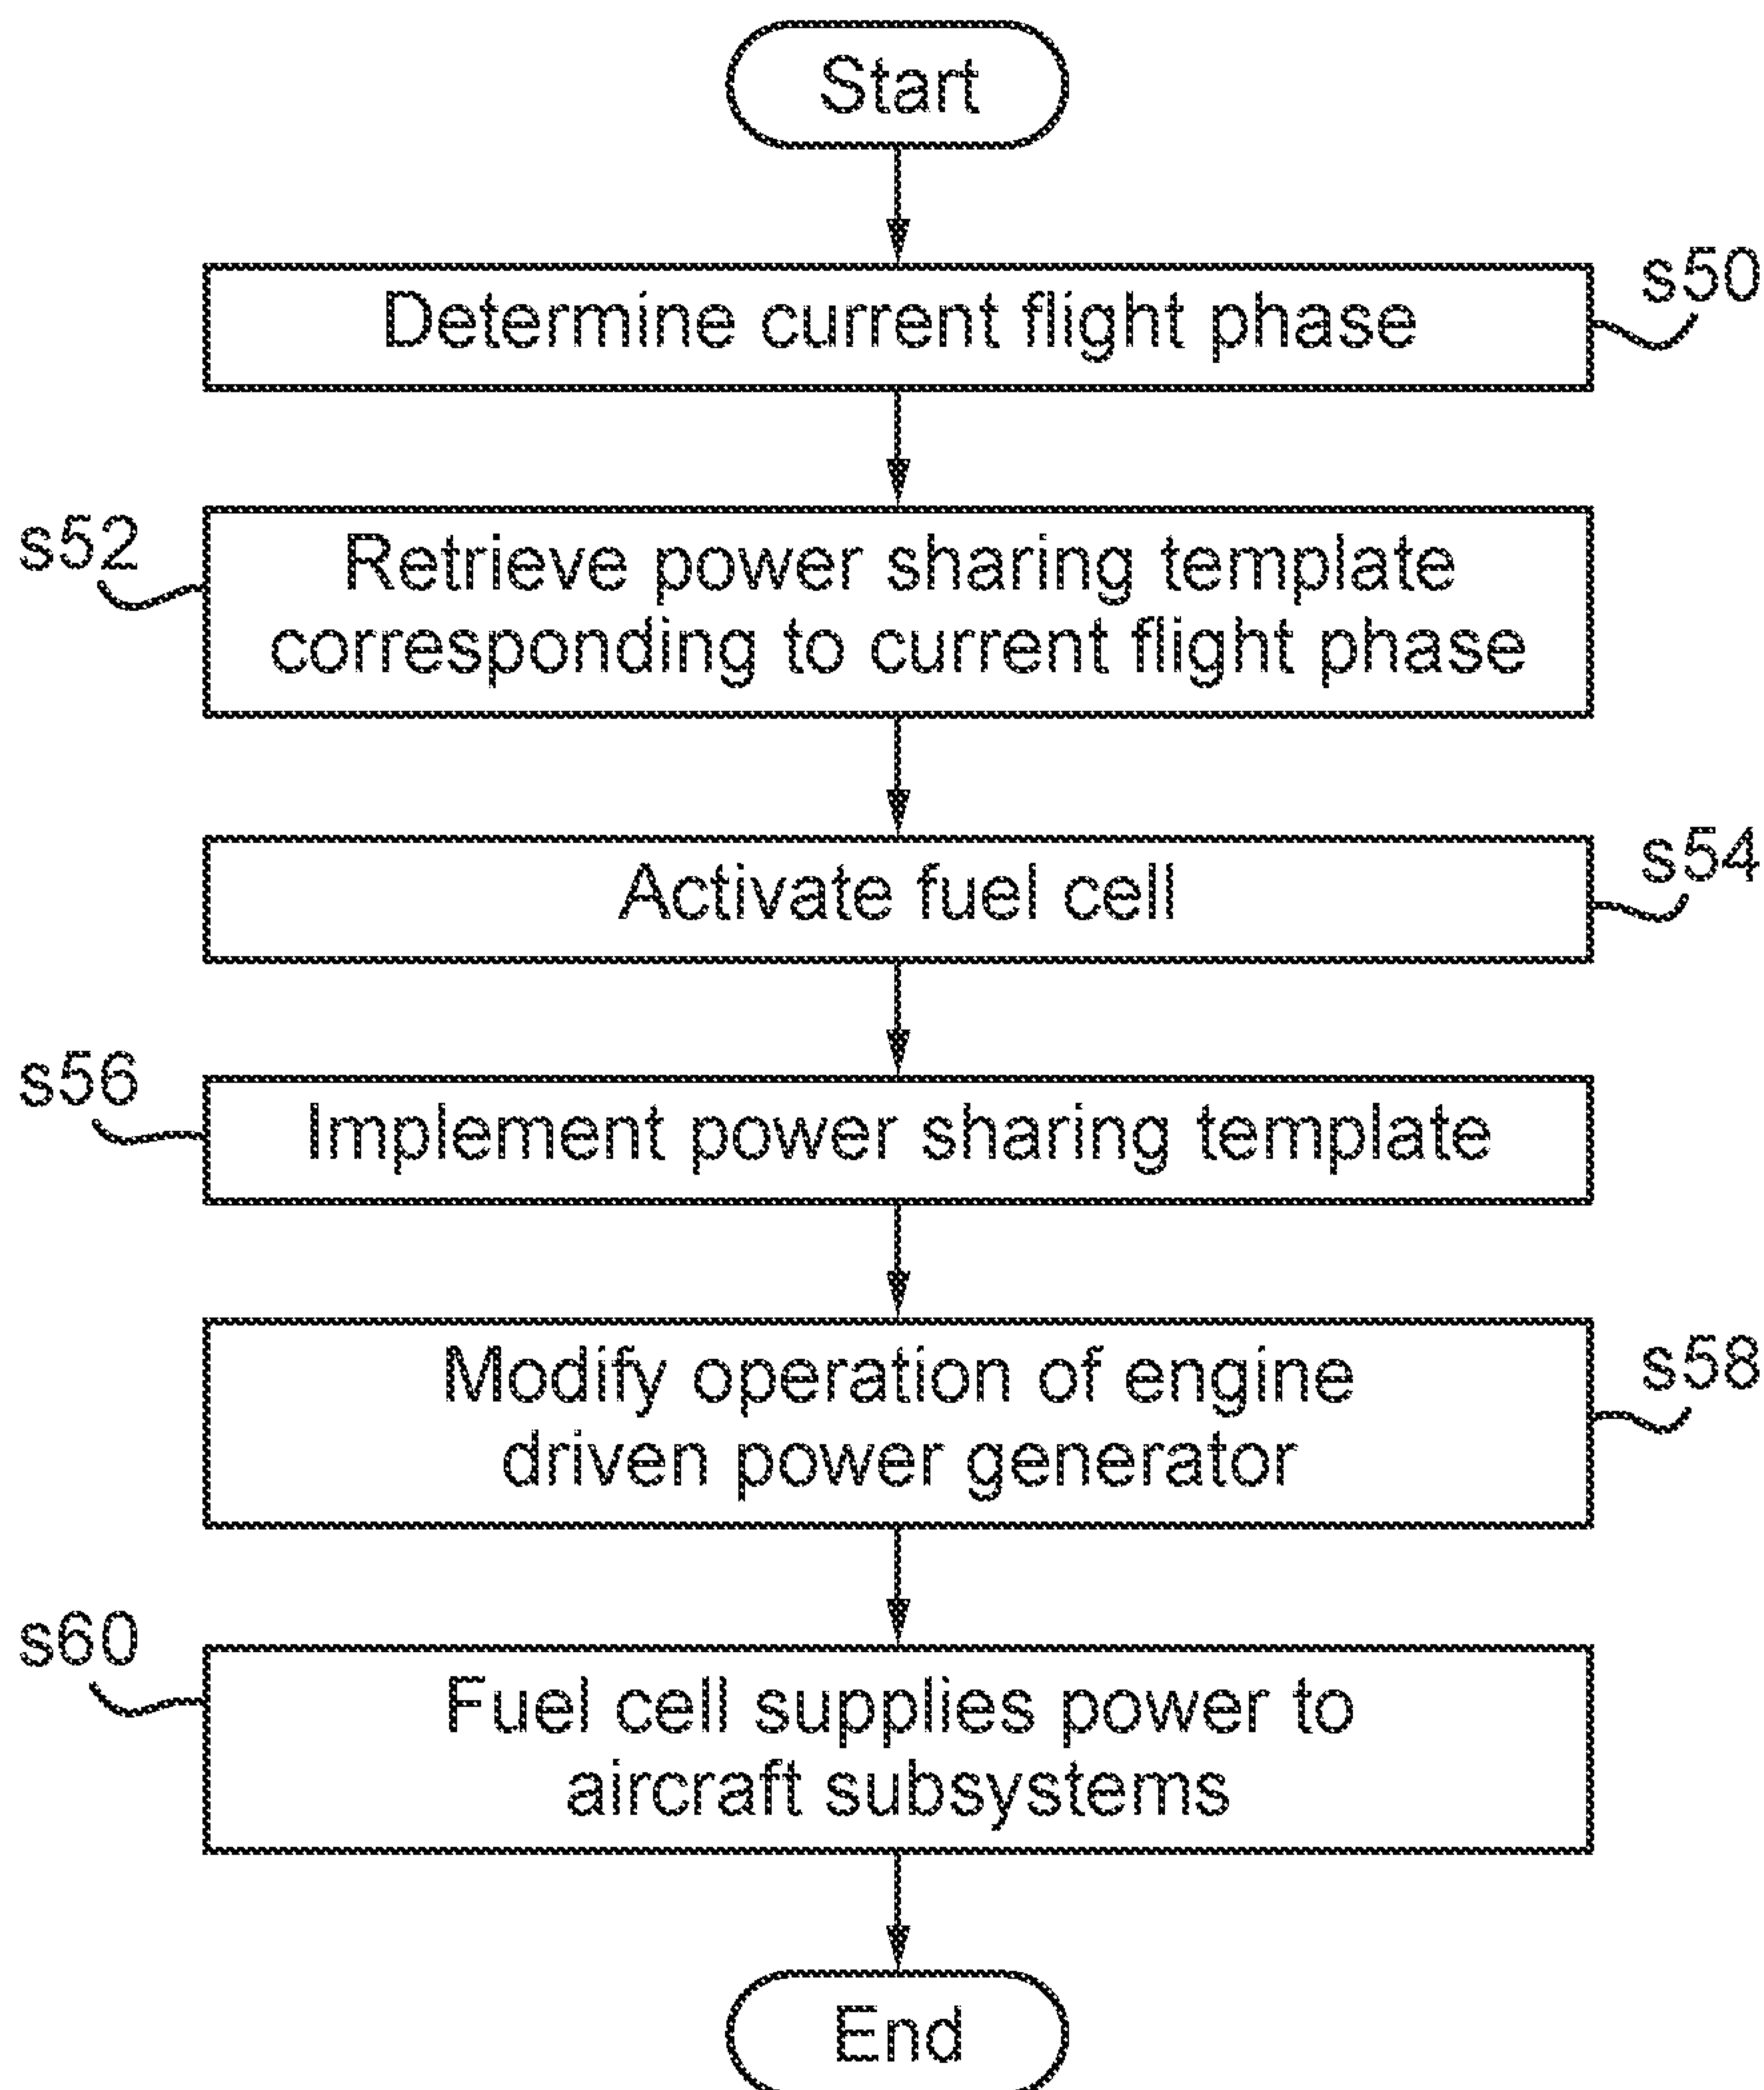 Start
Determine current flight phase
s50
s52
Retrieve power sharing template
corresponding to current flight phase
Activate fuel cell
s54
s56
Implement power sharing template
Modify operation of engine
driven power generator
s58
s60
Fuel cell supplies power to
aircraft subsystems
End